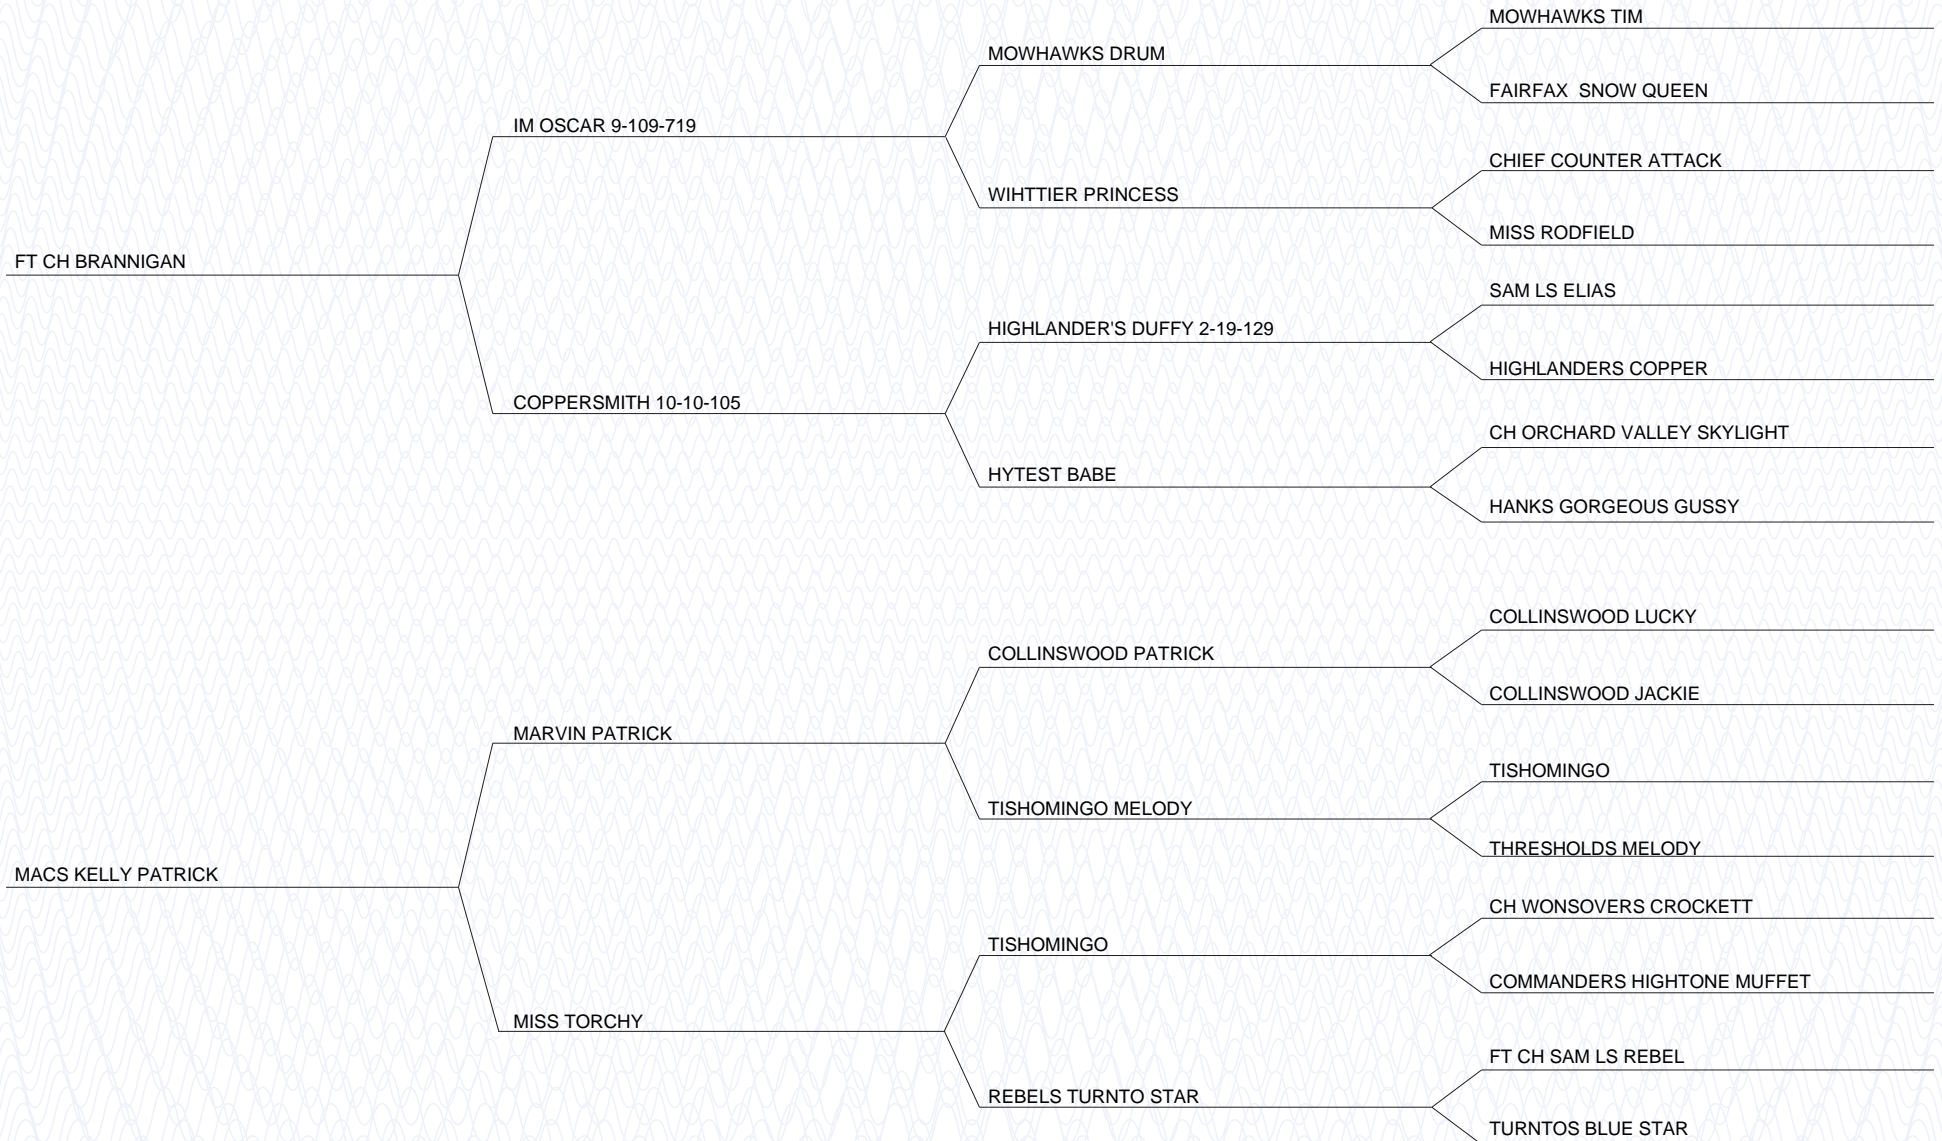 MOWHAWKS TIM
MOWHAWKS DRUM
FAIRFAX  SNOW QUEEN
IM OSCAR 9-109-719
CHIEF COUNTER ATTACK
WIHTTIER PRINCESS
MISS RODFIELD
FT CH BRANNIGAN
SAM LS ELIAS
HIGHLANDER'S DUFFY 2-19-129
HIGHLANDERS COPPER
COPPERSMITH 10-10-105
CH ORCHARD VALLEY SKYLIGHT
HYTEST BABE
HANKS GORGEOUS GUSSY
COLLINSWOOD LUCKY
COLLINSWOOD PATRICK
COLLINSWOOD JACKIE
MARVIN PATRICK
TISHOMINGO
TISHOMINGO MELODY
THRESHOLDS MELODY
MACS KELLY PATRICK
CH WONSOVERS CROCKETT
TISHOMINGO
COMMANDERS HIGHTONE MUFFET
MISS TORCHY
FT CH SAM LS REBEL
REBELS TURNTO STAR
TURNTOS BLUE STAR